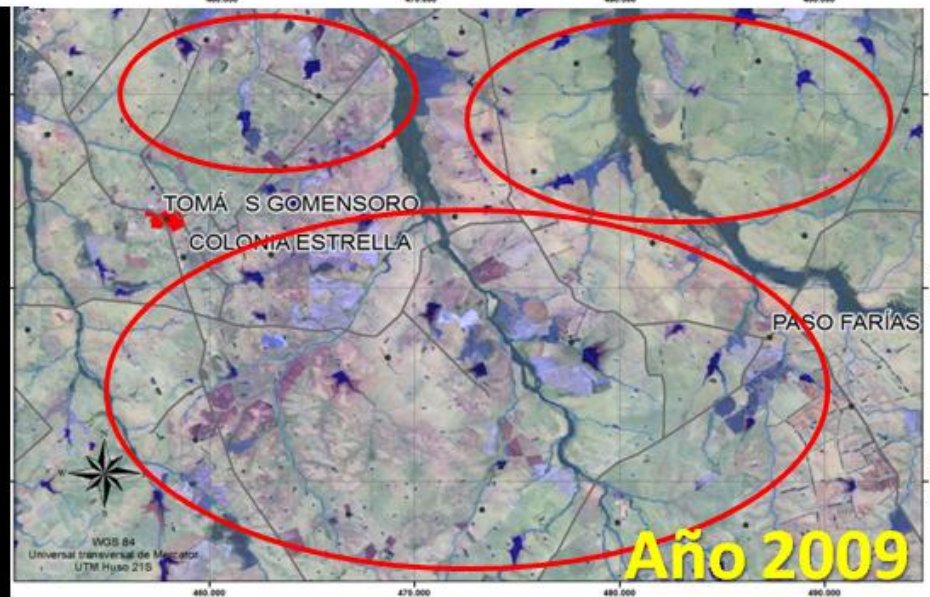 TOMÁ S GOMENSORO
COLONIA ESTRELLA
PASO FARÍAS
WGS 84
Universal transversal de Mercator
UTM Huso 21S
Año 2009
460.000 470.000 480.000 490.000